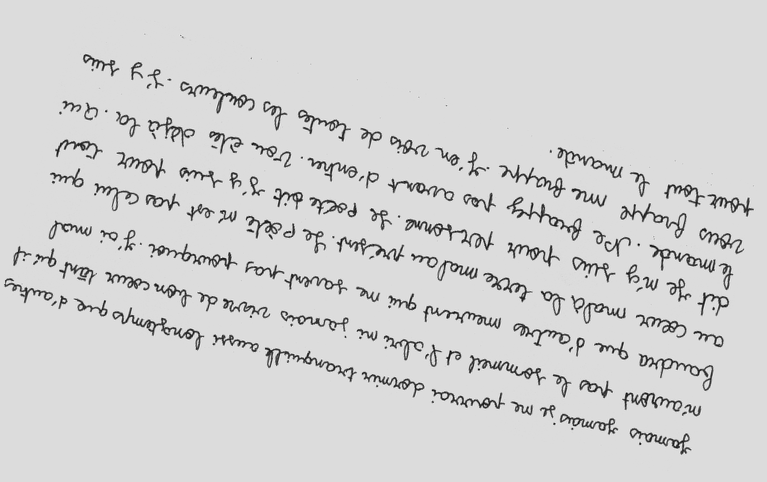 Jamais jamais je ne pourrai dormir tranquille aussi longtemps que d'autres
n'auront pas le sommeil et l'abri ni jamais vivre de bon coeur tant qu'il
faudra que d'autres meurent qui ne savent pas pourquoi. J'ai mal
au coeur mal à la terre mal au présent. Le poète n'est pas celui qui
dit Je n'y suis pour personne. Le poète dit J'y suis pour tout
le monde. Ne frappez pas avant d'entrer. Vous êtes déjà là. Qui
vous frappe me frappe. J'en vois de toutes les couleurs. J'y suis
pour tout le monde.